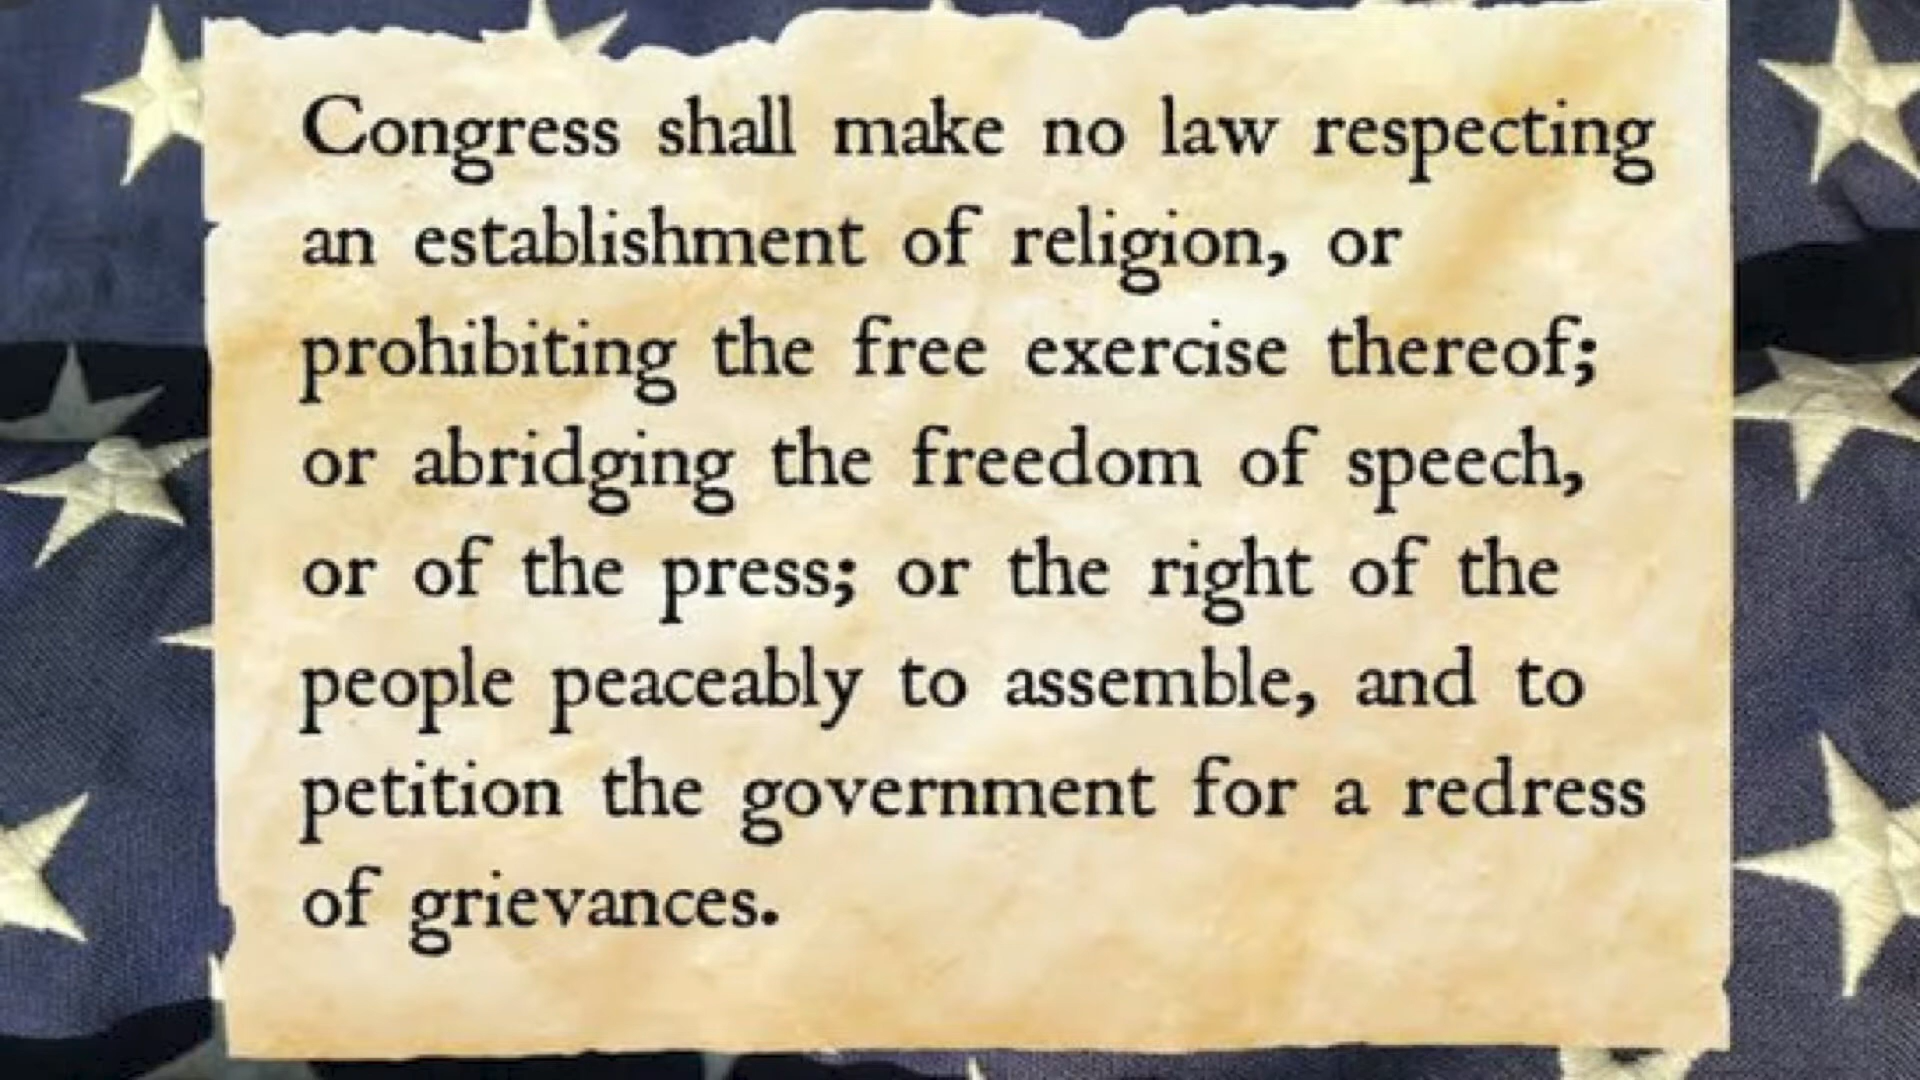 Congress shall make no law respecting
an establishment of religion, or
prohibiting the free exercise thereof;
or abridging the freedom of speech,
or of the press; or the right of the
people peaceably to assemble, and to
petition the government for a redress
of grievances.